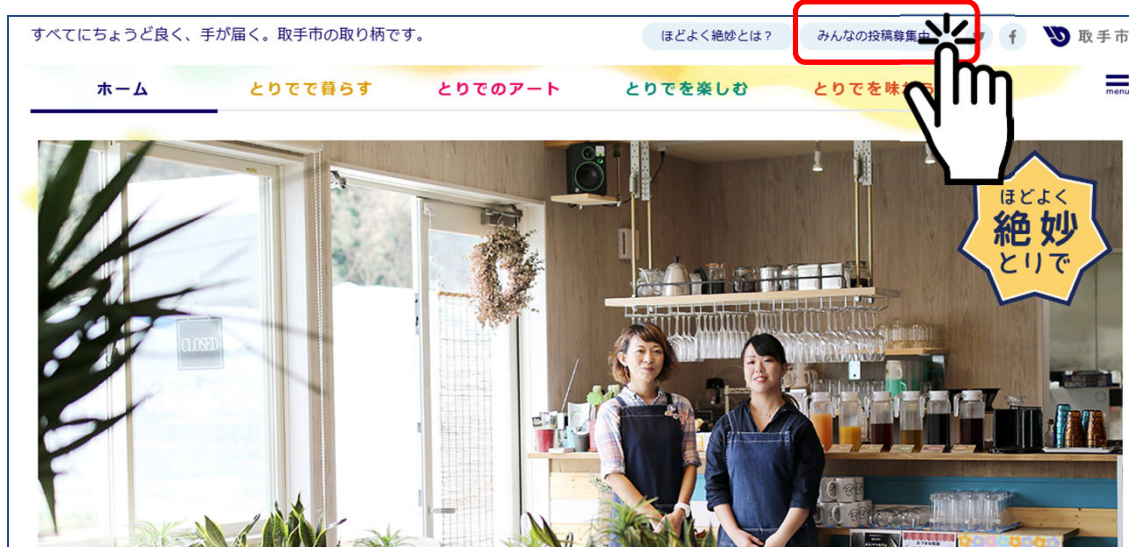 すべてにちょうど良く、手が届く。取手市の取り柄です。
ほどよく絶妙とは？
みんなの投稿募集中
取手市
ホーム
とりでで暮らす
とりでのアート
とりでを楽しむ
とりでを味わう
menu
ほどよく
絶妙
とりで
CLOSED